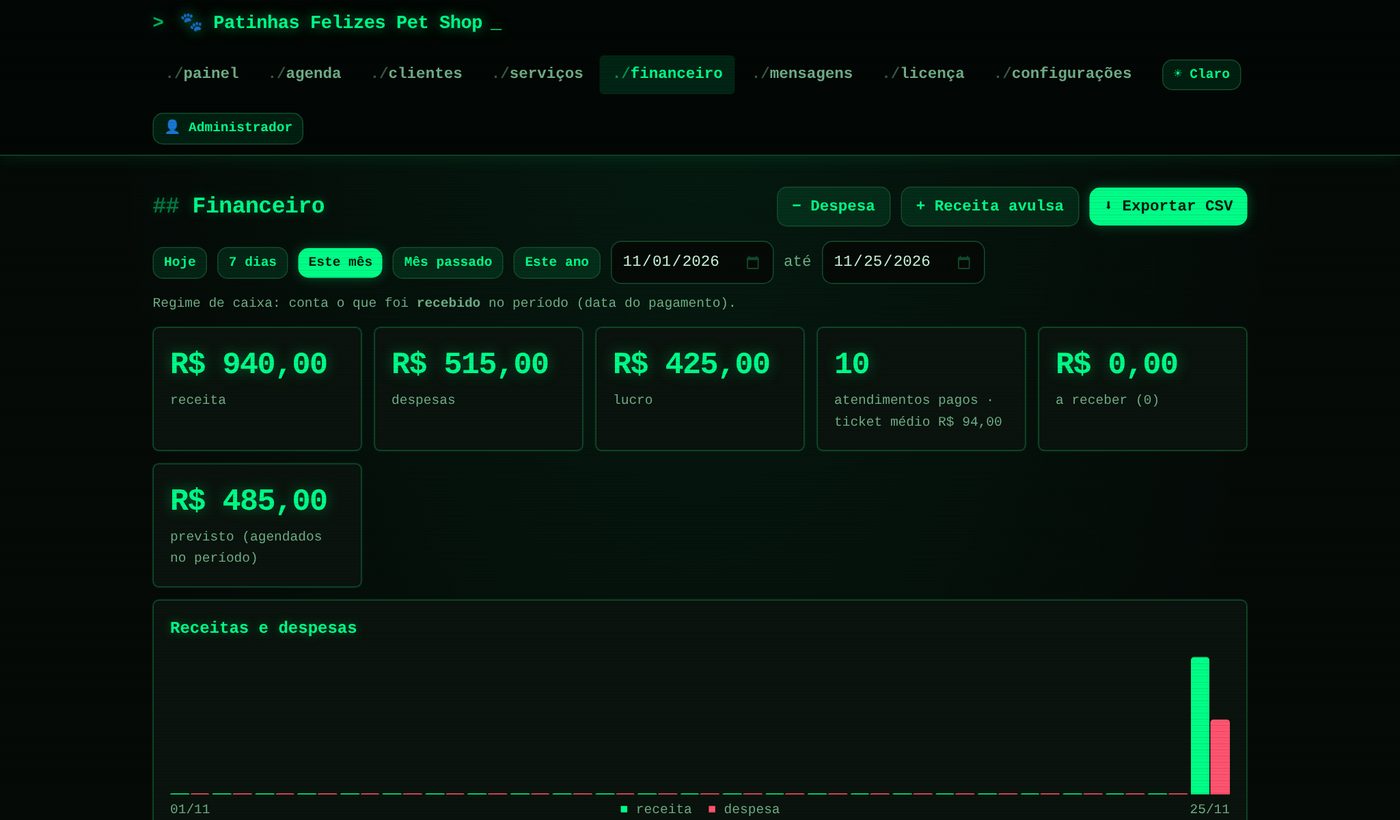 > 🐾 Patinhas Felizes Pet Shop _
./painel ./agenda ./clientes ./serviços ./financeiro ./mensagens ./licença ./configurações ☀ Claro
👤 Administrador
## Financeiro
− Despesa + Receita avulsa ⬇ Exportar CSV
Hoje 7 dias Este mês Mês passado Este ano 11/01/2026 até 11/25/2026
Regime de caixa: conta o que foi recebido no período (data do pagamento).
R$ 940,00
receita
R$ 515,00
despesas
R$ 425,00
lucro
10
atendimentos pagos ·
ticket médio R$ 94,00
R$ 0,00
a receber (0)
R$ 485,00
previsto (agendados
no período)
Receitas e despesas
01/11 receita despesa 25/11